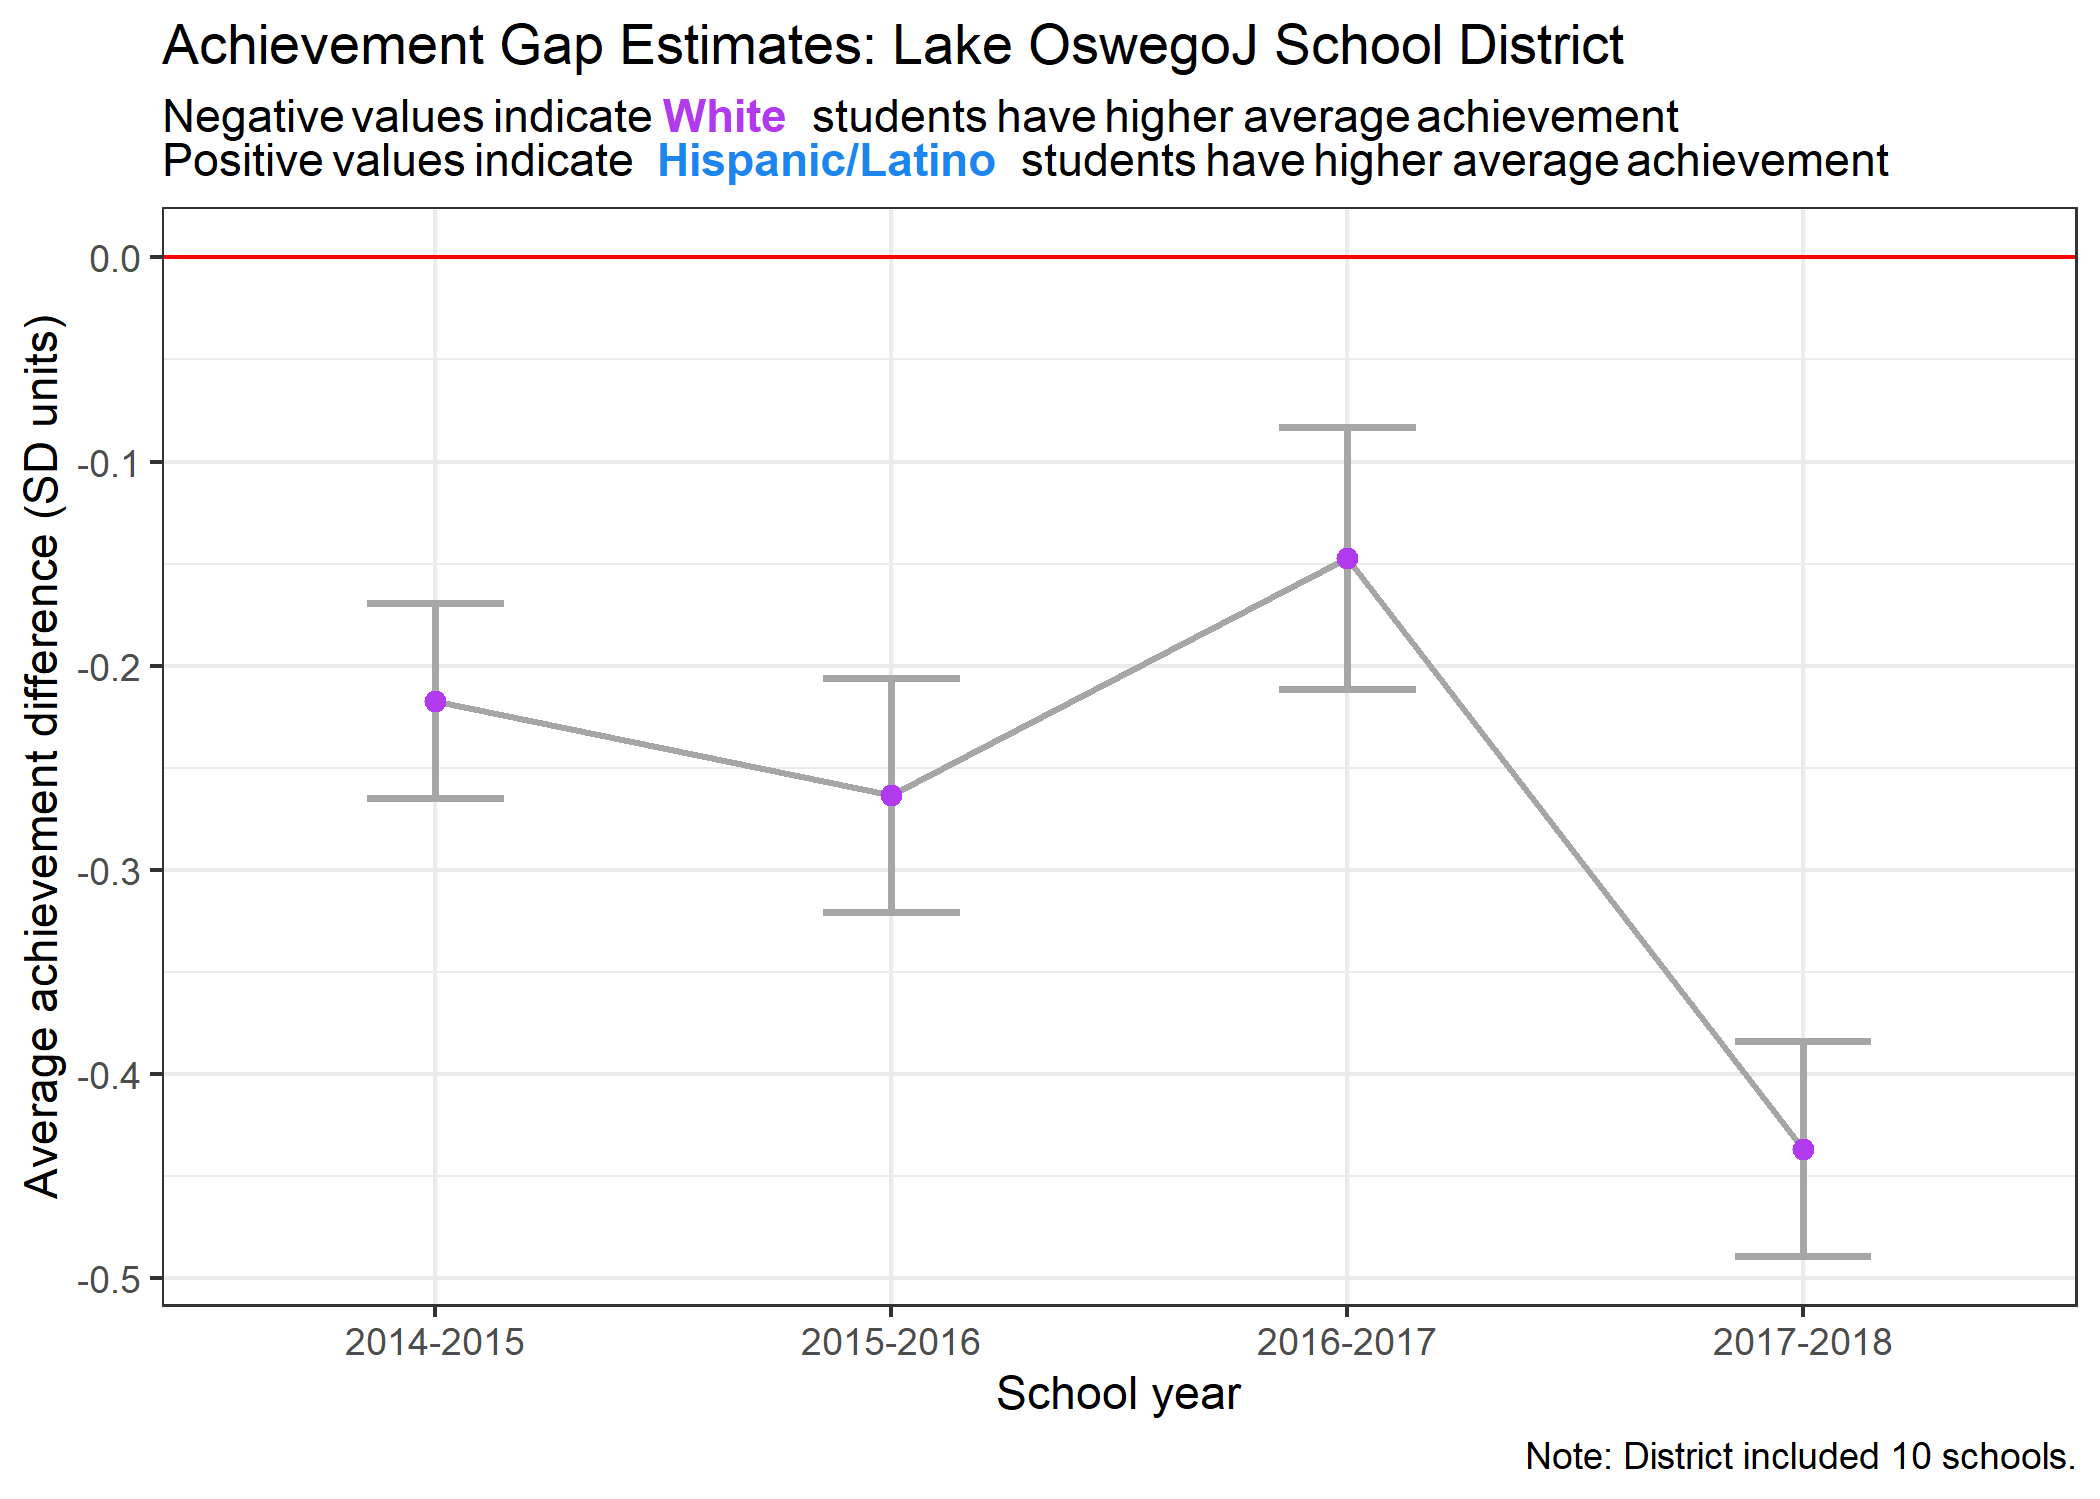 Achievement Gap Estimates: Lake OswegoJ School District
Negative values indicate White students have higher average achievement
Positive values indicate Hispanic/Latino students have higher average achievement
Average achievement difference (SD units)
0.0
-0.1
-0.2
-0.3
-0.4
-0.5
2014-2015
2015-2016
2016-2017
2017-2018
School year
Note: District included 10 schools.